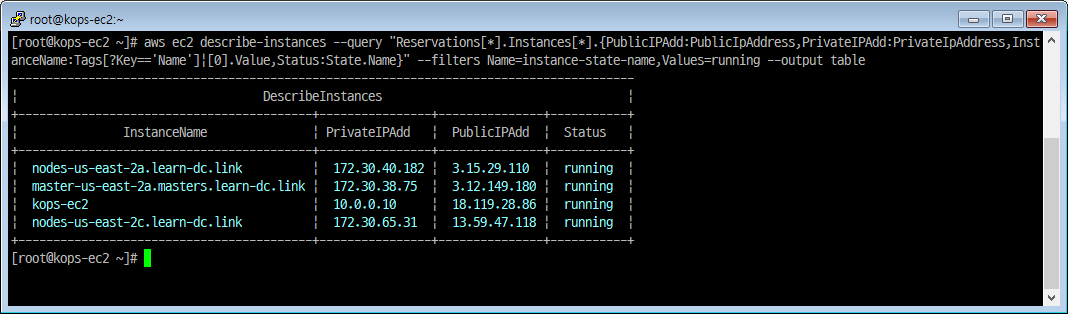 root@kops-ec2:~
[root@kops-ec2 ~]# aws ec2 describe-instances --query "Reservations[*].Instances[*].{PublicIPAdd:PublicIpAddress,PrivateIPAdd:PrivateIpAddress,Inst
anceName:Tags[?Key=='Name']¦[0].Value,Status:State.Name}" --filters Name=instance-state-name,Values=running --output table
DescribeInstances
InstanceName ¦ PrivateIPAdd ¦ PublicIPAdd ¦ Status
nodes-us-east-2a.learn-dc.link ¦ 172.30.40.182 ¦ 3.15.29.110 ¦ running
master-us-east-2a.masters.learn-dc.link ¦ 172.30.38.75 ¦ 3.12.149.180 ¦ running
kops-ec2 ¦ 10.0.0.10 ¦ 18.119.28.86 ¦ running
nodes-us-east-2c.learn-dc.link ¦ 172.30.65.31 ¦ 13.59.47.118 ¦ running
[root@kops-ec2 ~]#